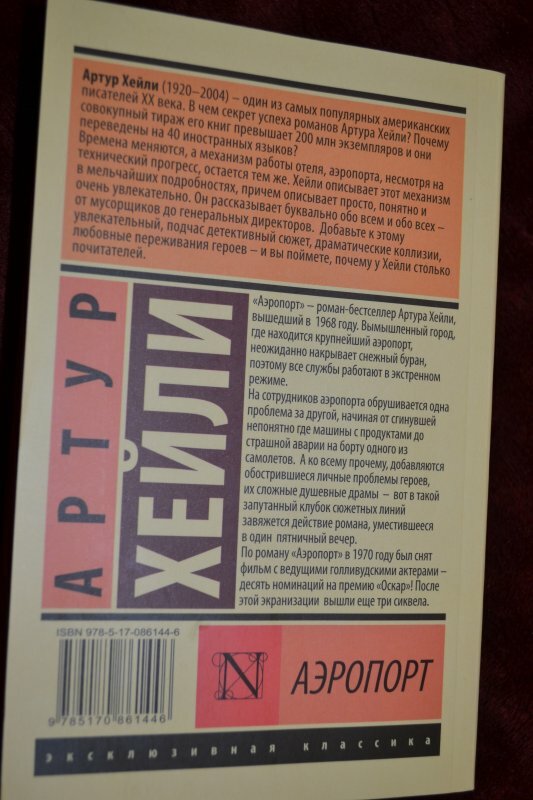 Артур Хейли (1920–2004) – один из самых популярных американских
писателей XX века. В чем секрет успеха романов Артура Хейли? Почему
совокупный тираж его книг превышает 200 млн экземпляров и они
переведены на 40 иностранных языков?
Времена меняются, а механизм работы отеля, аэропорта, несмотря на
технический прогресс, остается тем же. Хейли описывает этот механизм
в мельчайших подробностях, причем описывает просто, понятно и
очень увлекательно. Он рассказывает буквально обо всем и обо всех –
от мусорщиков до генеральных директоров. Добавьте к этому
увлекательный, подчас детективный сюжет, драматические коллизии,
любовные переживания героев – и вы поймете, почему у Хейли столько
почитателей.
АРТУР
ХЕЙЛИ
«Аэропорт» – роман-бестселлер Артура Хейли,
вышедший в 1968 году. Вымышленный город,
где находится крупнейший аэропорт,
неожиданно накрывает снежный буран,
поэтому все службы работают в экстренном
режиме.
На сотрудников аэропорта обрушивается одна
проблема за другой, начиная от сгинувшей
непонятно где машины с продуктами до
страшной аварии на борту одного из
самолетов. А ко всему прочему, добавляются
обострившиеся личные проблемы героев,
их сложные душевные драмы – вот в такой
запутанный клубок сюжетных линий
завяжется действие романа, уместившееся
в один пятничный вечер.
По роману «Аэропорт» в 1970 году был снят
фильм с ведущими голливудскими актерами –
десять номинаций на премию «Оскар»! После
этой экранизации вышли еще три сиквела.
ISBN 978-5-17-086144-6
9 785170 861446
N
АЭРОПОРТ
эксклюзивная классика